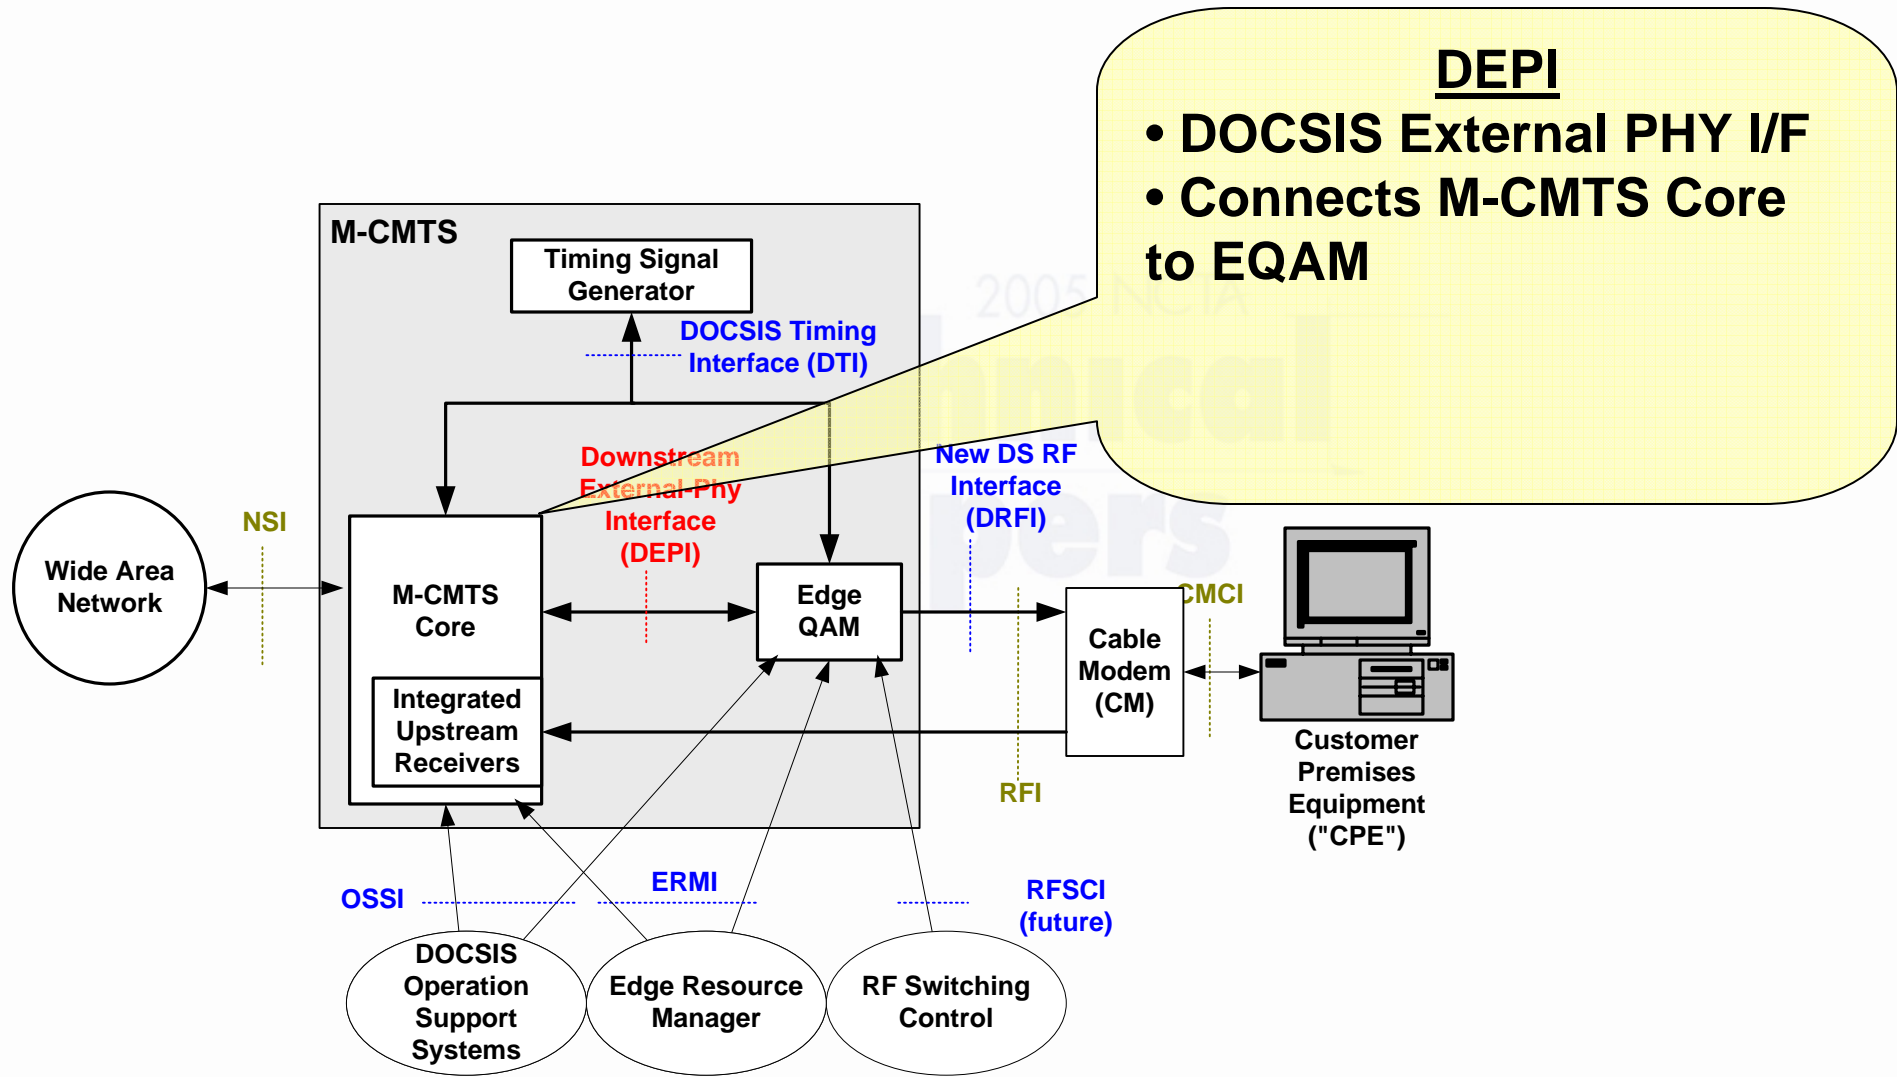 DEPI
• DOCSIS External PHY I/F
• Connects M-CMTS Core
to EQAM
2005 NCTA
M-CMTS
Timing Signal
Generator
DOCSIS Timing
Interface (DTI)
Downstream
External-Phy
Interface
(DEPI)
New DS RF
Interface
(DRFI)
NSI
Wide Area
Network
M-CMTS
Core
Edge
QAM
CMCI
Cable
Modem
(CM)
Integrated
Upstream
Receivers
RFI
Customer
Premises
Equipment
("CPE")
OSSI
ERMI
RFSCI
(future)
DOCSIS
Operation
Support
Systems
Edge Resource
Manager
RF Switching
Control